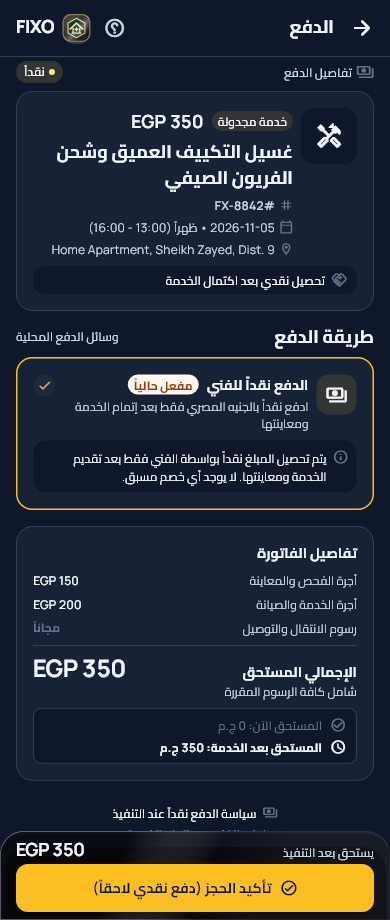 الدفع
FIXO
تفاصيل الدفع
نقداً
خدمة مجدولة
350 EGP
غسيل التكييف العميق وشحن
الفريون الصيفي
#FX-8842
2026-11-05 • ظهراً (13:00 - 16:00)
Home Apartment, Sheikh Zayed, Dist. 9
تحصيل نقدي بعد اكتمال الخدمة
طريقة الدفع
وسائل الدفع المحلية
الدفع نقداً للفني
مفعل حالياً
ادفع نقداً بالجنيه المصري فقط بعد إتمام الخدمة
ومعاينتها
يتم تحصيل المبلغ نقداً بواسطة الفني فقط بعد تقديم
الخدمة ومعاينتها. لا يوجد أي خصم مسبق.
تفاصيل الفاتورة
أجرة الفحص والمعاينة
150 EGP
أجرة الخدمة والصيانة
200 EGP
رسوم الانتقال والتوصيل
مجاناً
الإجمالي المستحق
350 EGP
شامل كافة الرسوم المقررة
المستحق الآن: 0 ج.م
المستحق بعد الخدمة: 350 ج.م
سياسة الدفع نقداً عند التنفيذ
يستحق بعد التنفيذ
350 EGP
تأكيد الحجز (دفع نقدي لاحقاً)